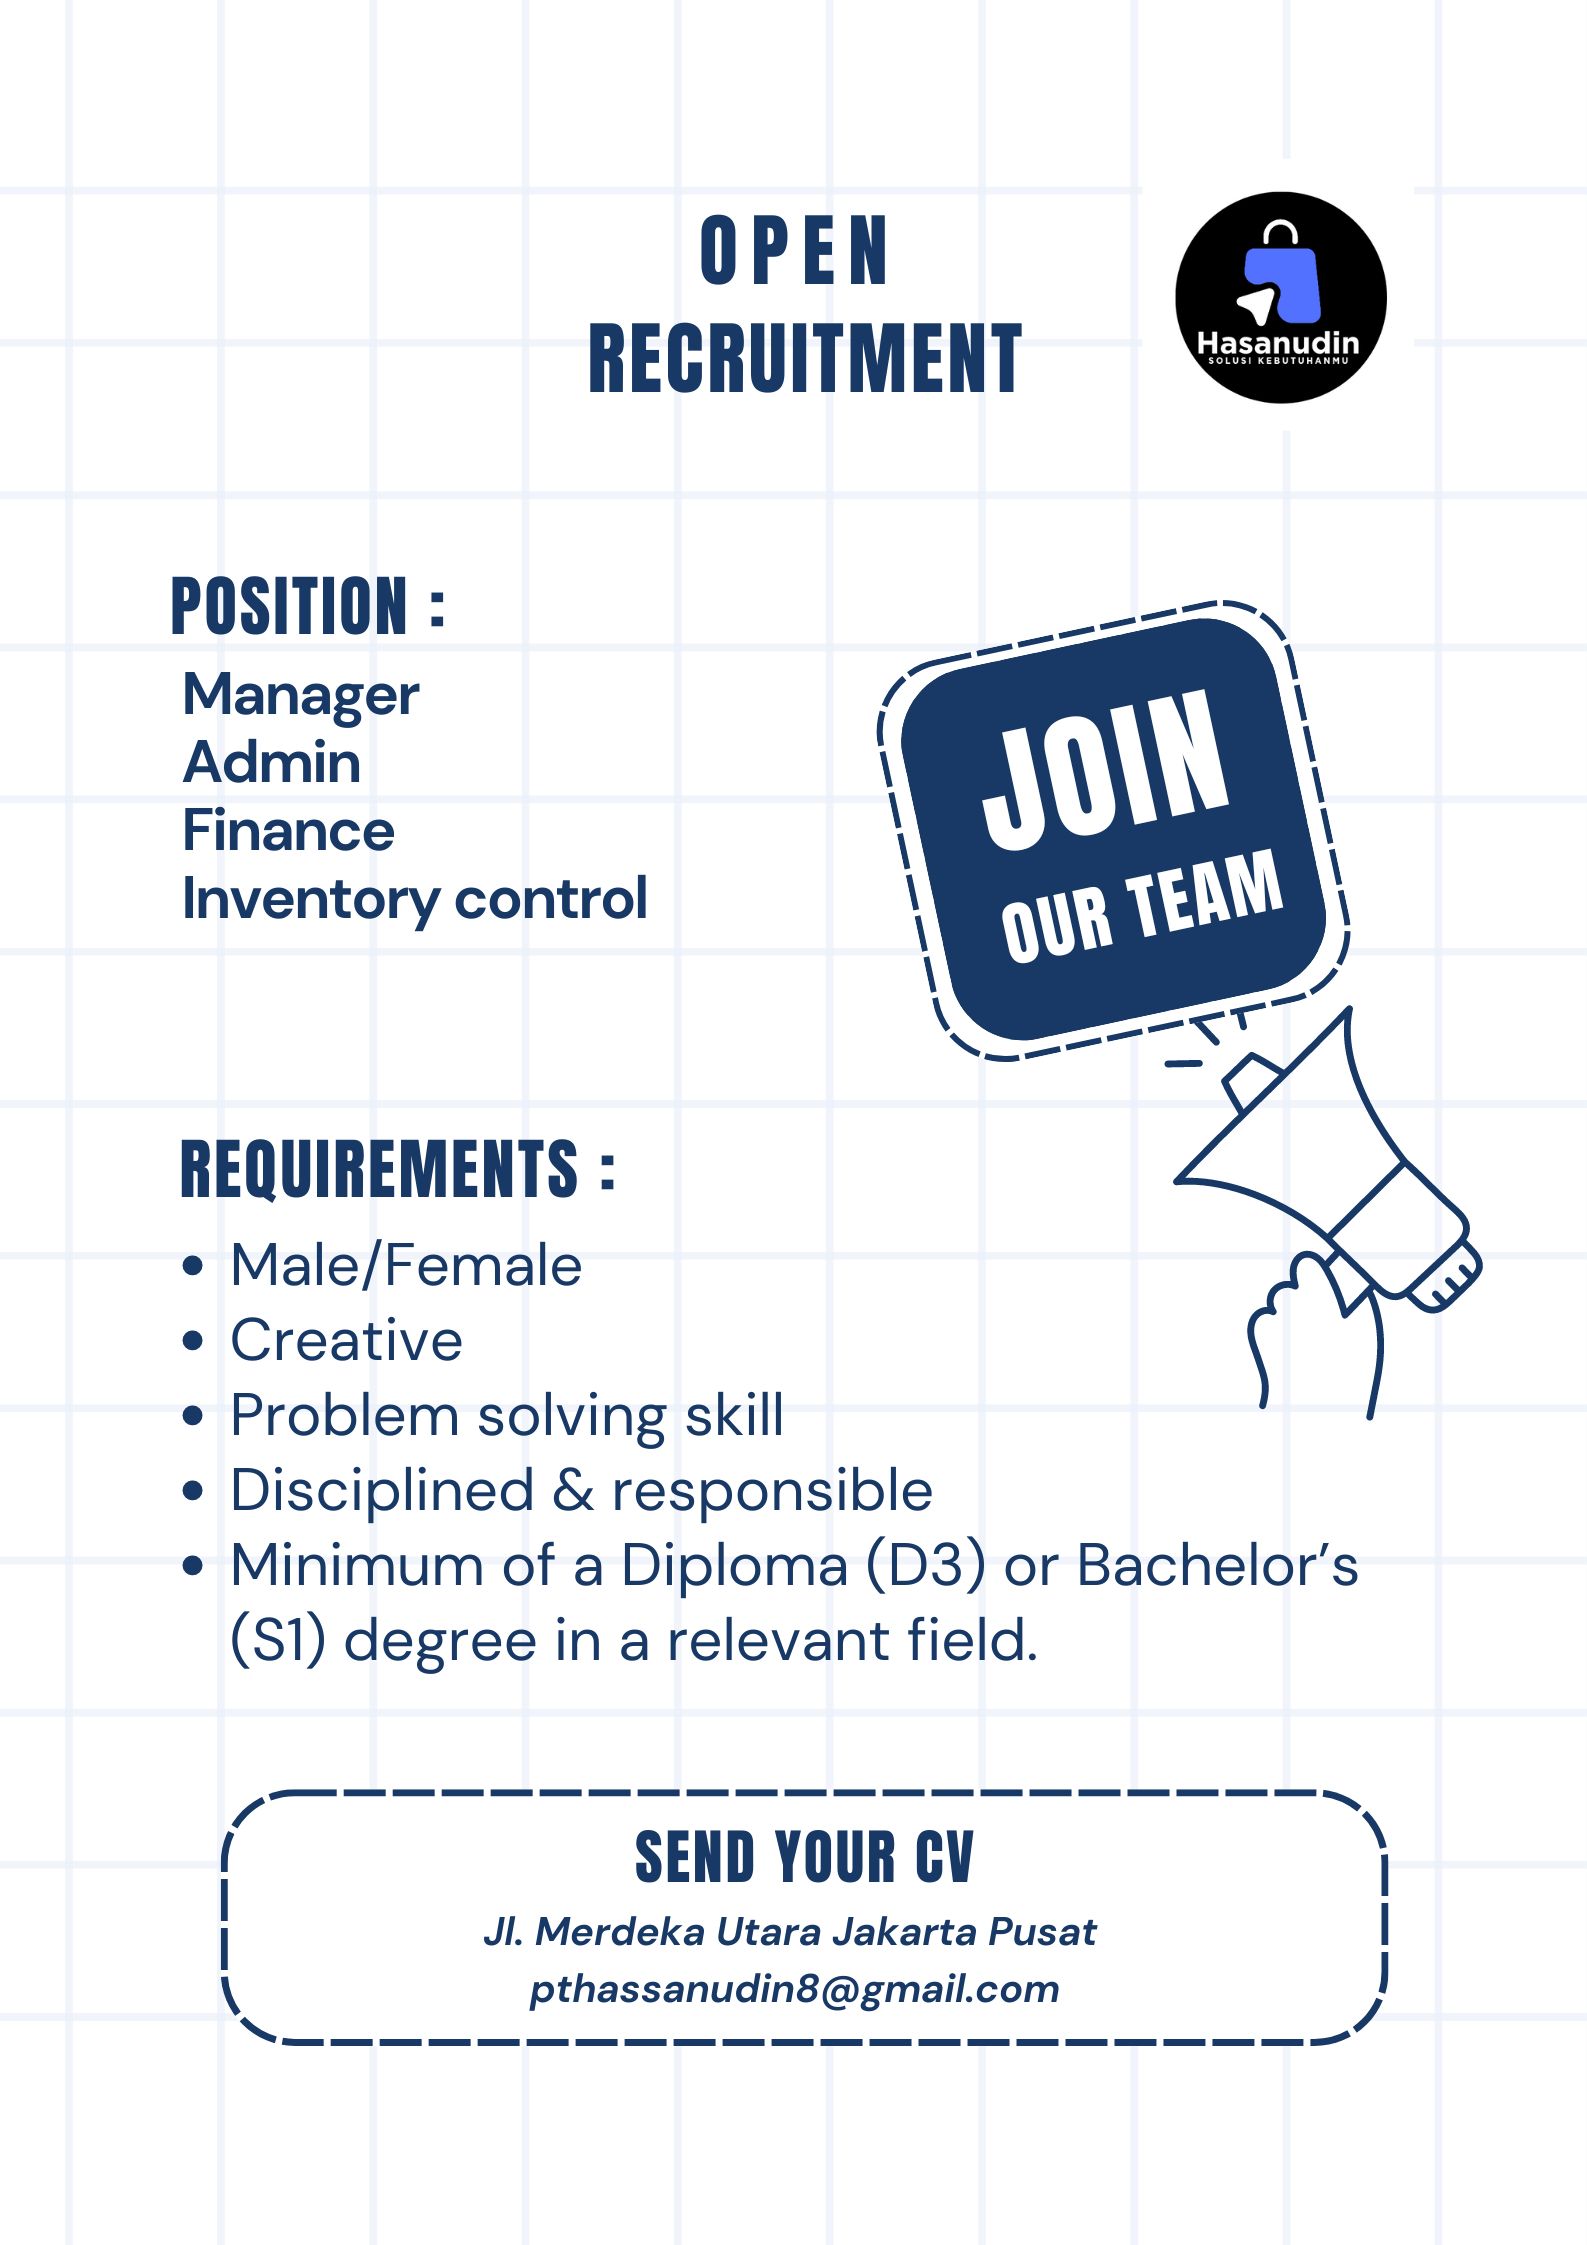 OPEN
RECRUITMENT
Hasanudin
SOLUSI KEBUTUHANMU
POSITION :
Manager
Admin
Finance
Inventory control
JOIN
OUR TEAM
REQUIREMENTS :
• Male/Female
• Creative
• Problem solving skill
• Disciplined & responsible
• Minimum of a Diploma (D3) or Bachelor’s
(S1) degree in a relevant field.
SEND YOUR CV
Jl. Merdeka Utara Jakarta Pusat
pthassanudin8@gmail.com